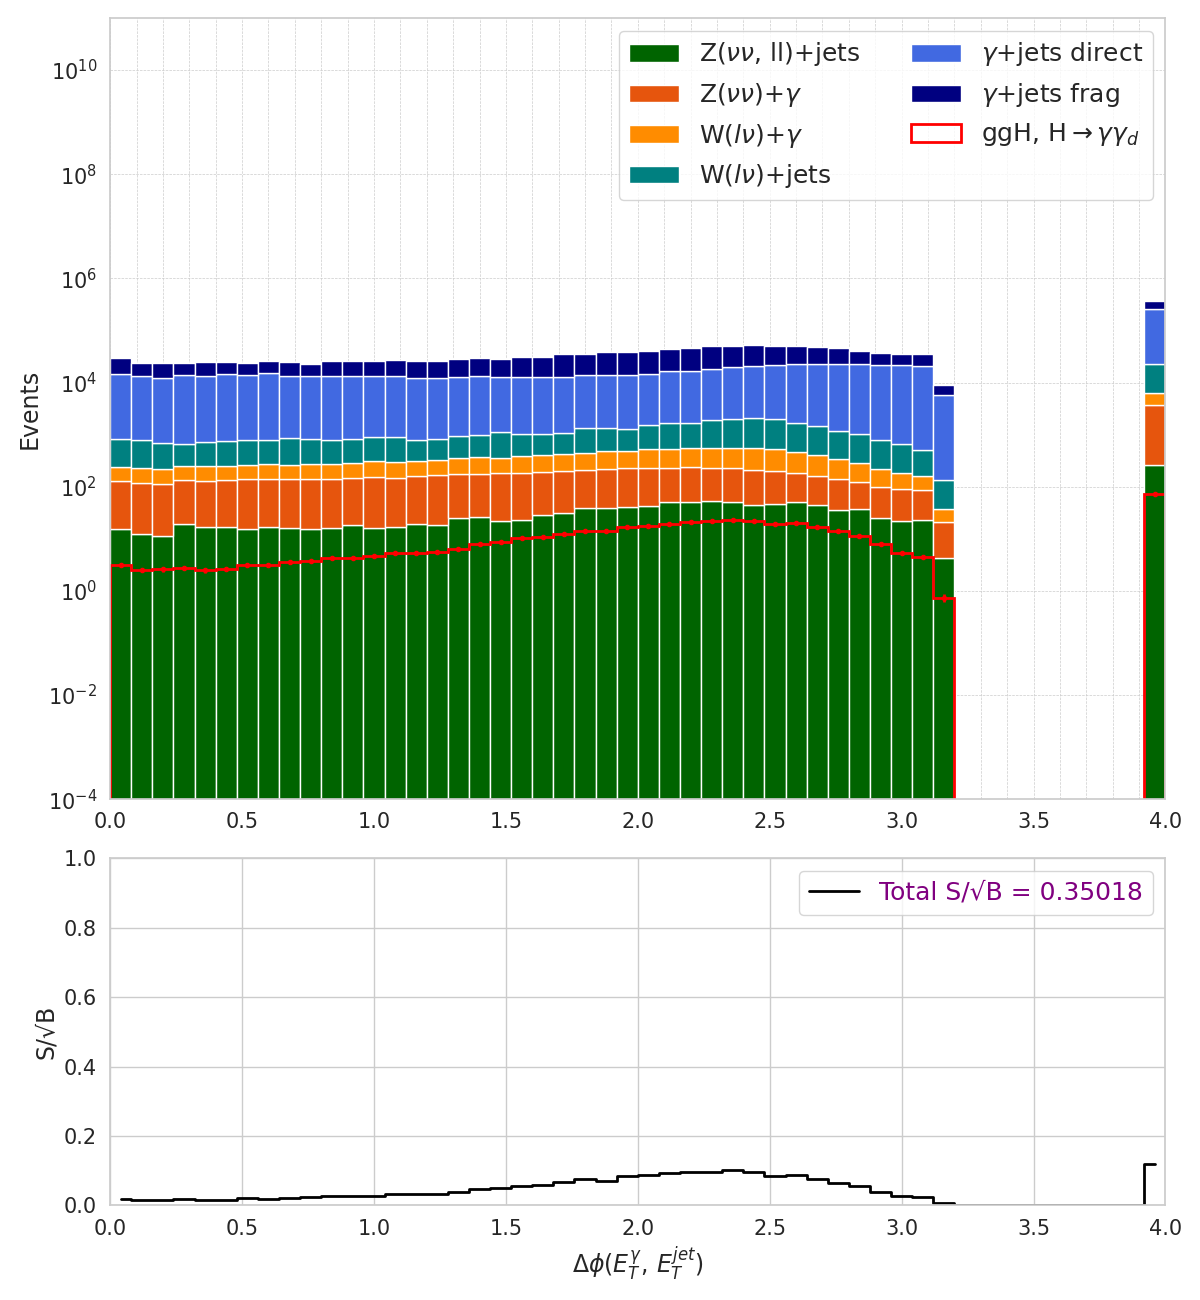 Z(νν, ll)+jets
Z(νν)+γ
W(lν)+γ
W(lν)+jets
γ+jets direct
γ+jets frag
ggH, H→γγ_d
Events
10^10
10^8
10^6
10^4
10^2
10^0
10^−2
10^−4
0.0 0.5 1.0 1.5 2.0 2.5 3.0 3.5 4.0
Total S/√B = 0.35018
S/√B
1.0
0.8
0.6
0.4
0.2
0.0
0.0 0.5 1.0 1.5 2.0 2.5 3.0 3.5 4.0
Δϕ(E_T^γ, E_T^jet)